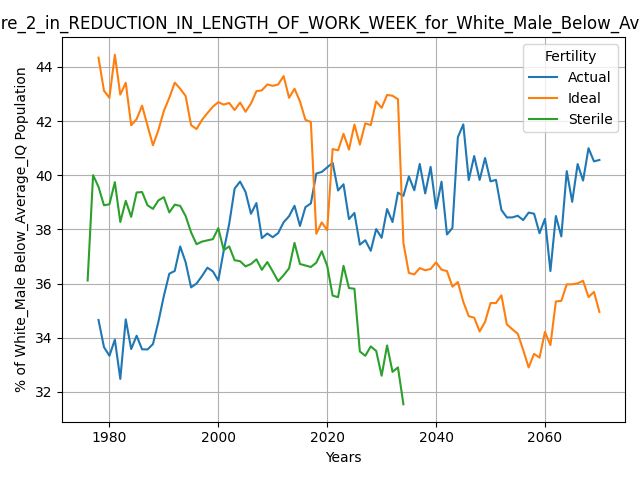 re_2_in_REDUCTION_IN_LENGTH_OF_WORK_WEEK_for_White_Male_Below_Av
Fertility
Actual
Ideal
Sterile
% of White_Male Below_Average_IQ Population
44
42
40
38
36
34
32
1980
2000
2020
2040
2060
Years